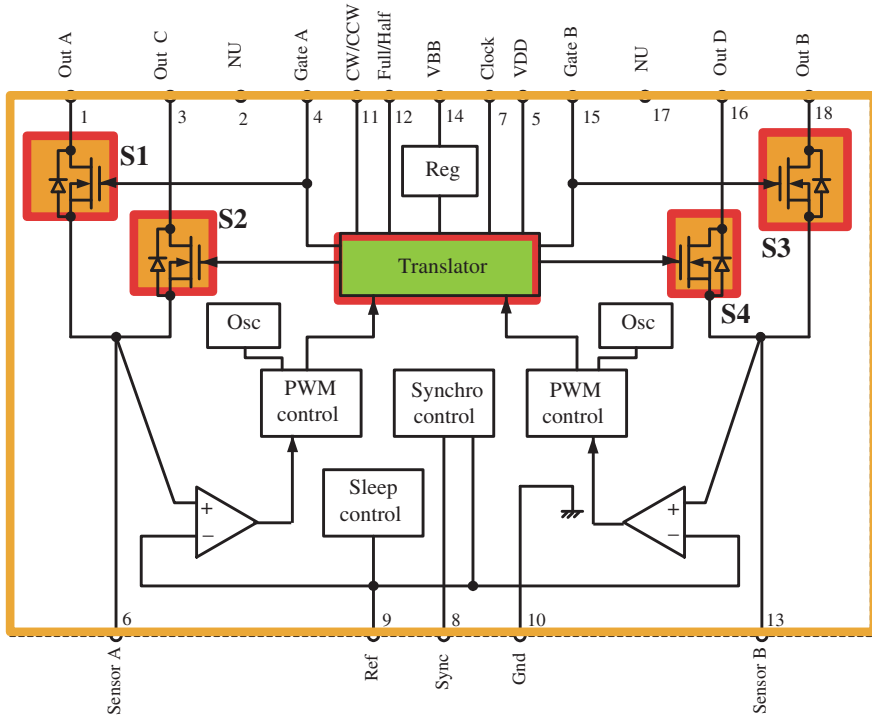 Out A
Out C
NU
Gate A
CW/CCW
Full/Half
VBB
Clock
VDD
Gate B
NU
Out D
Out B
1
3
2
4
11
12
14
7
5
15
17
16
18
S1
S2
Reg
S3
S4
Translator
Osc
Osc
PWM
control
Synchro
control
PWM
control
Sleep
control
+
−
+
−
6
9
8
10
13
Sensor A
Ref
Sync
Gnd
Sensor B